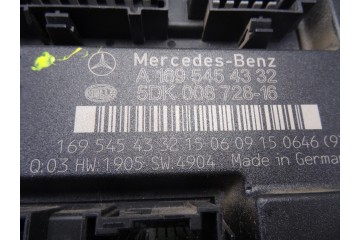 Mercedes-Benz
A 169 545 43 32
5DK 008 728-16
169 545 43 32 15 06 09 15 0646 (9
Q:03 HW:1905 SW:4904 Made in German